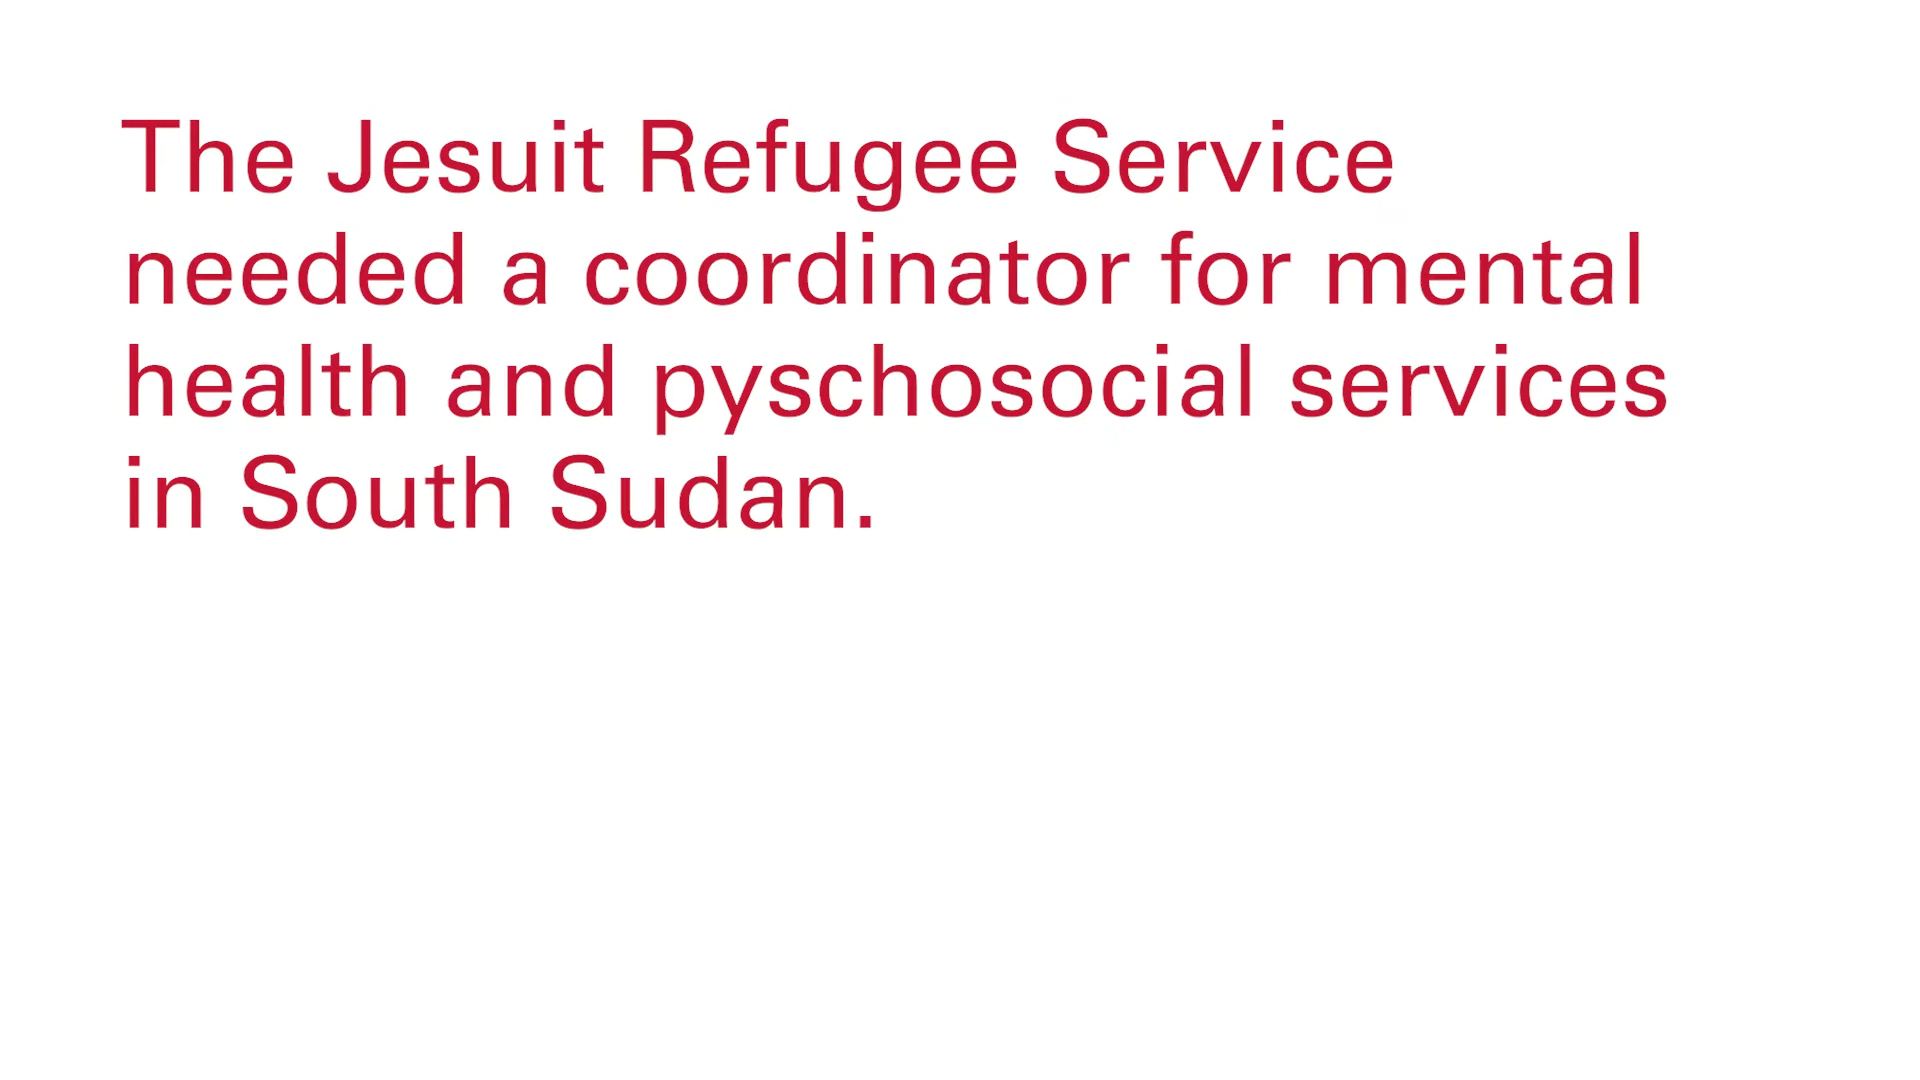 The Jesuit Refugee Service
needed a coordinator for mental
health and pyschosocial services
in South Sudan.